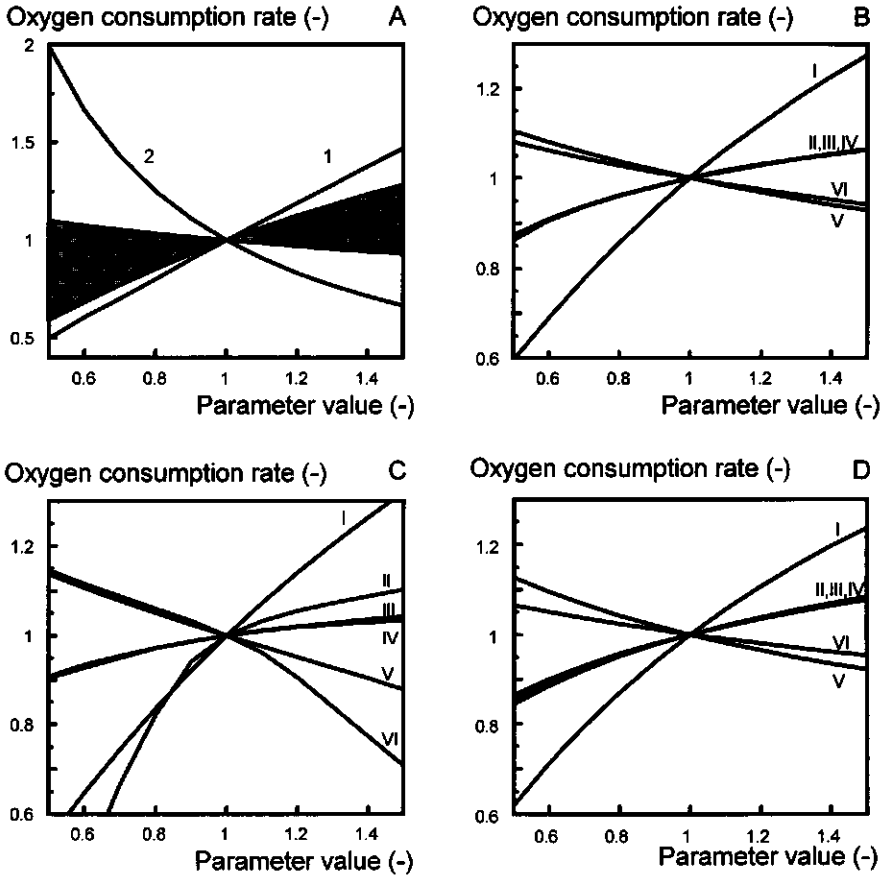 Oxygen consumption rate (-) A
2
1.5
1
0.5
2
1
0.6 0.8 1 1.2 1.4
Parameter value (-)
Oxygen consumption rate (-) B
1.2
1
0.8
0.6
I
II,III,IV
VI
V
0.6 0.8 1 1.2 1.4
Parameter value (-)
Oxygen consumption rate (-) C
1.2
1
0.8
0.6
I
II
III
IV
V
VI
0.6 0.8 1 1.2 1.4
Parameter value (-)
Oxygen consumption rate (-) D
1.2
1
0.8
0.6
I
II,III,IV
VI
V
0.6 0.8 1 1.2 1.4
Parameter value (-)